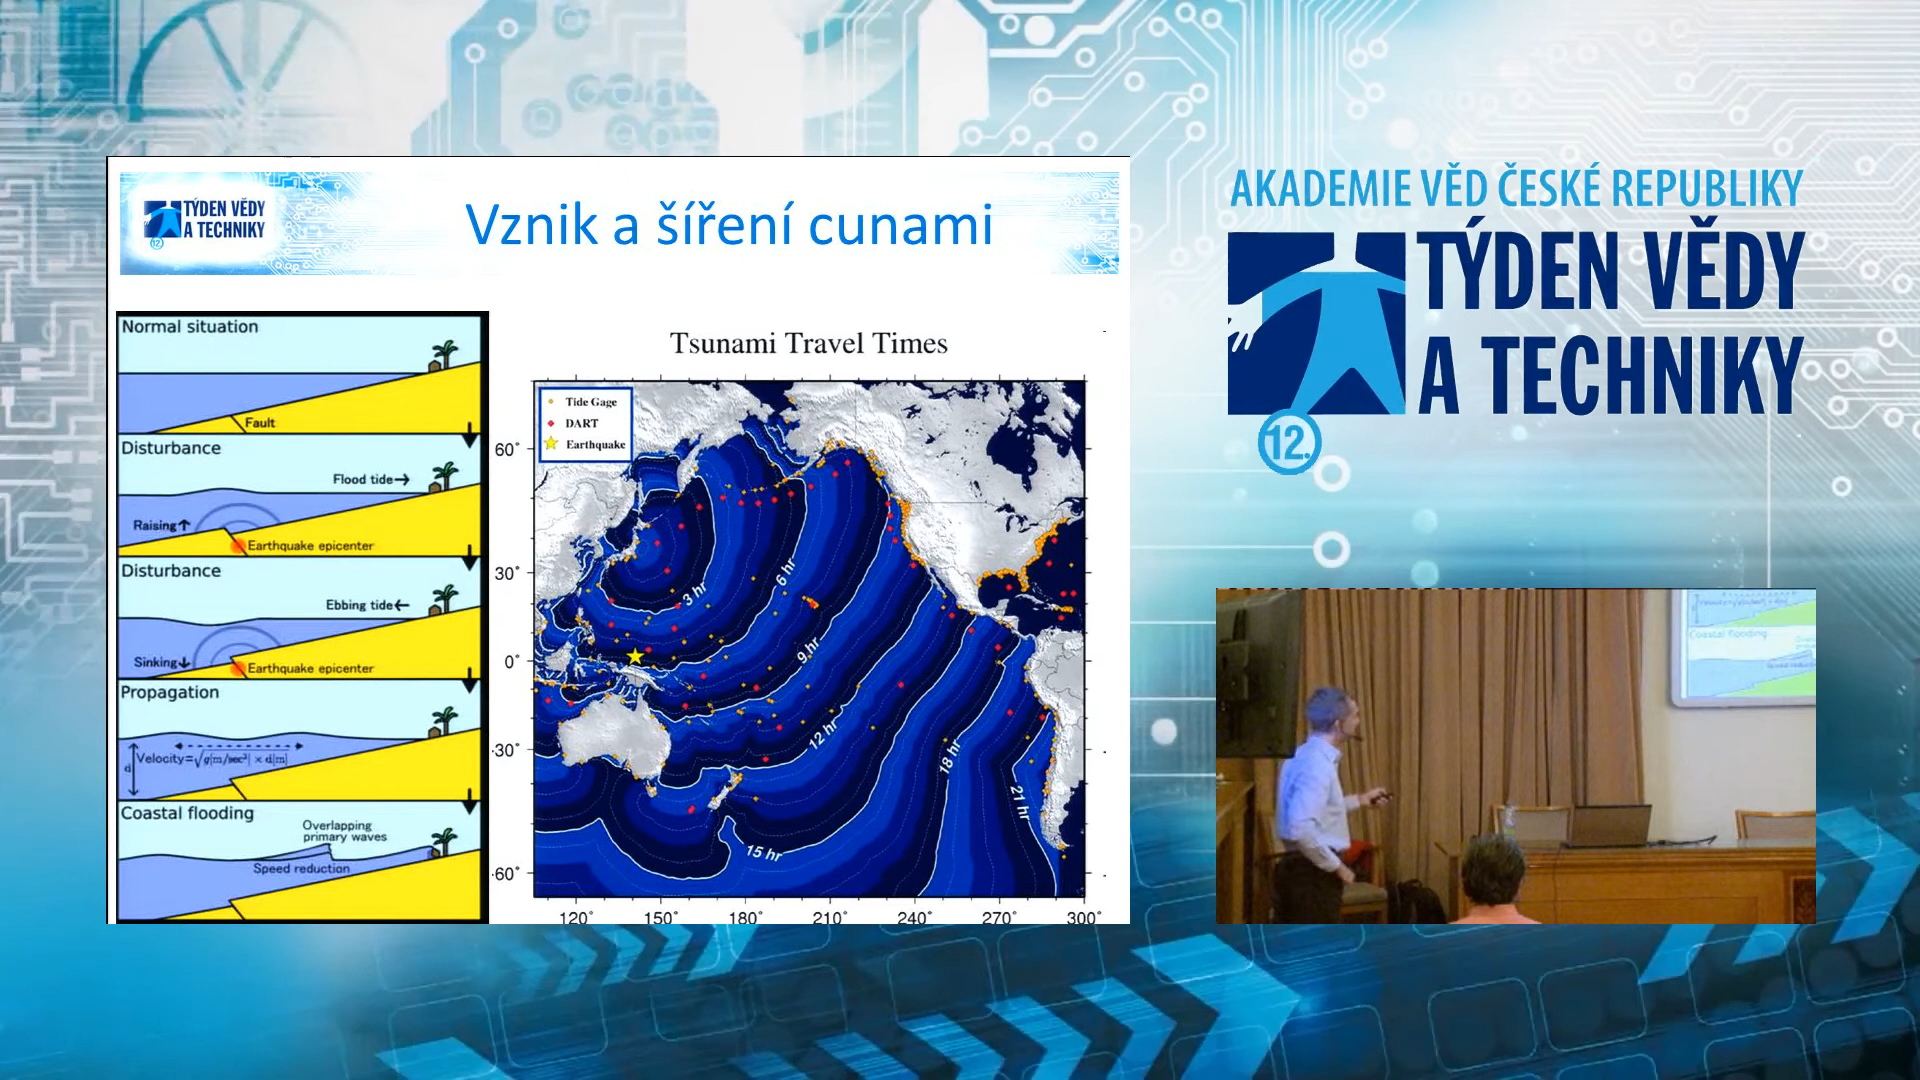 TÝDEN VĚDY
A TECHNIKY
12.
Vznik a šíření cunami
Normal situation
Fault
Disturbance
Flood tide→
Raising↑
Earthquake epicenter
Disturbance
Ebbing tide←
Sinking↓
Earthquake epicenter
Propagation
d
Velocity=√g[m/sec²] × d[m]
Coastal flooding
Overlapping
primary waves
Speed reduction
Tsunami Travel Times
Tide Gage
DART
Earthquake
60°
30°
0°
-30°
-60°
120° 150° 180° 210° 240° 270° 300°
3 hr
6 hr
9 hr
12 hr
15 hr
18 hr
21 hr
AKADEMIE VĚD ČESKÉ REPUBLIKY
TÝDEN VĚDY
A TECHNIKY
12.
Coastal flooding